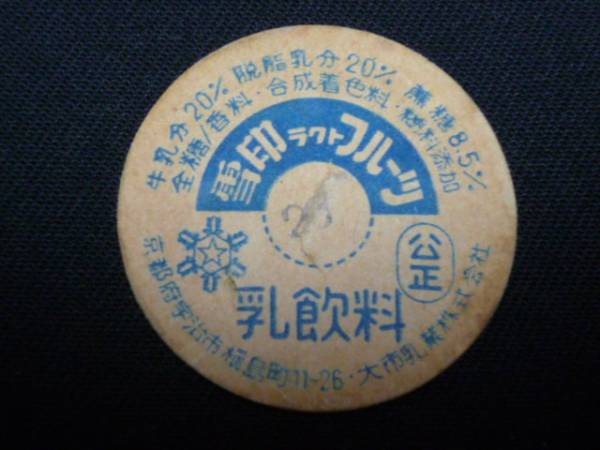 牛乳分20% 脱脂乳分20% 蔗糖8.5%
全糖/香料・合成着色料・糖料添加
雪印ラクトフルーツ
公正
乳飲料
京都府宇治市槇島町11-26・大市乳業株式会社